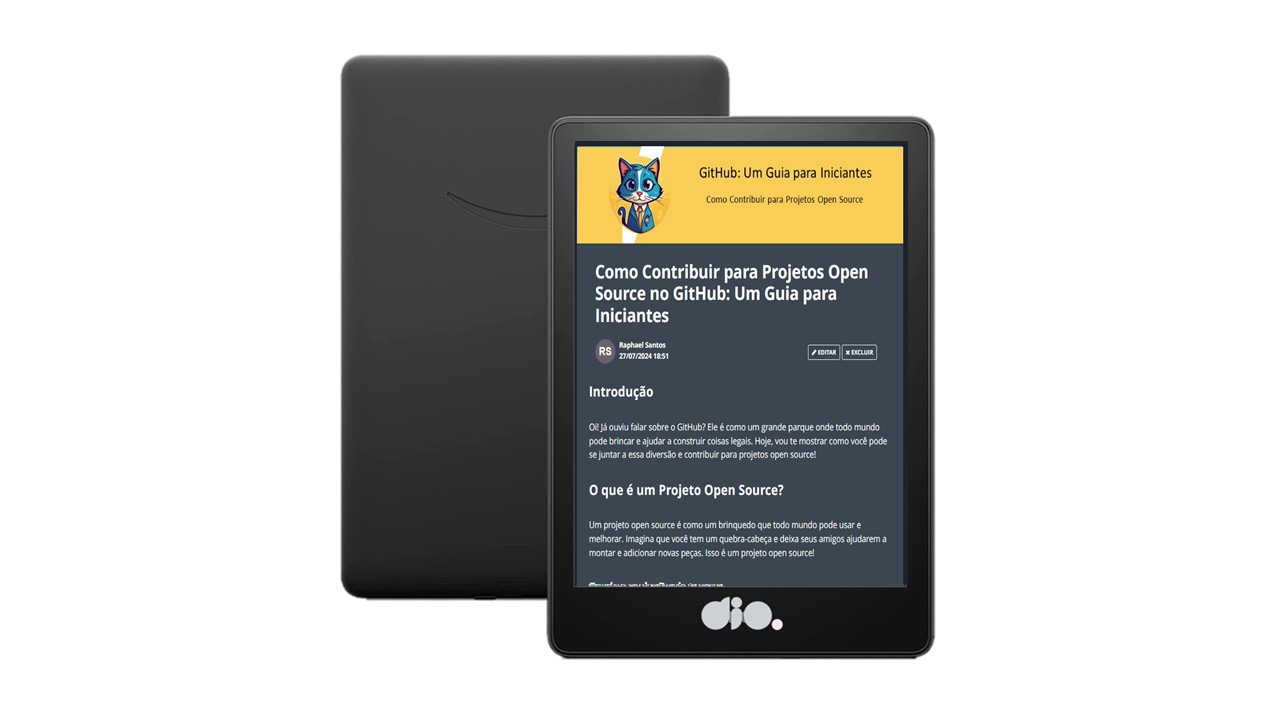 GitHub: Um Guia para Iniciantes
Como Contribuir para Projetos Open Source
Como Contribuir para Projetos Open
Source no GitHub: Um Guia para
Iniciantes
RS
Raphael Santos
27/07/2024 18:51
EDITAR
EXCLUIR
Introdução
Oi! Já ouviu falar sobre o GitHub? Ele é como um grande parque onde todo mundo
pode brincar e ajudar a construir coisas legais. Hoje, vou te mostrar como você pode
se juntar a essa diversão e contribuir para projetos open source!
O que é um Projeto Open Source?
Um projeto open source é como um brinquedo que todo mundo pode usar e
melhorar. Imagina que você tem um quebra-cabeça e deixa seus amigos ajudarem a
montar e adicionar novas peças. Isso é um projeto open source!
dio.